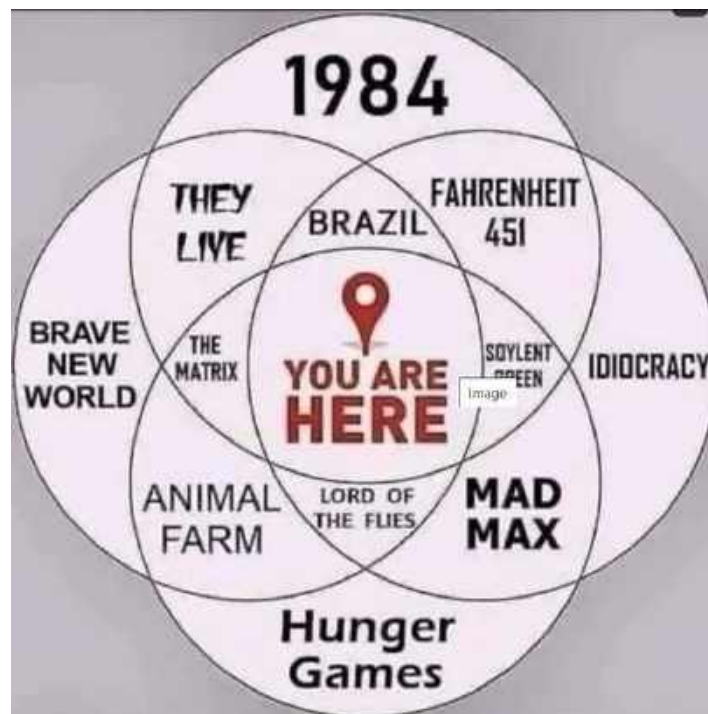 1984
THEY
LIVE
BRAZIL
FAHRENHEIT
451
BRAVE
NEW
WORLD
THE
MATRIX
YOU ARE
HERE
SOYLENT
GREEN
Image
IDIOCRACY
ANIMAL
FARM
LORD OF
THE FLIES
MAD
MAX
Hunger
Games